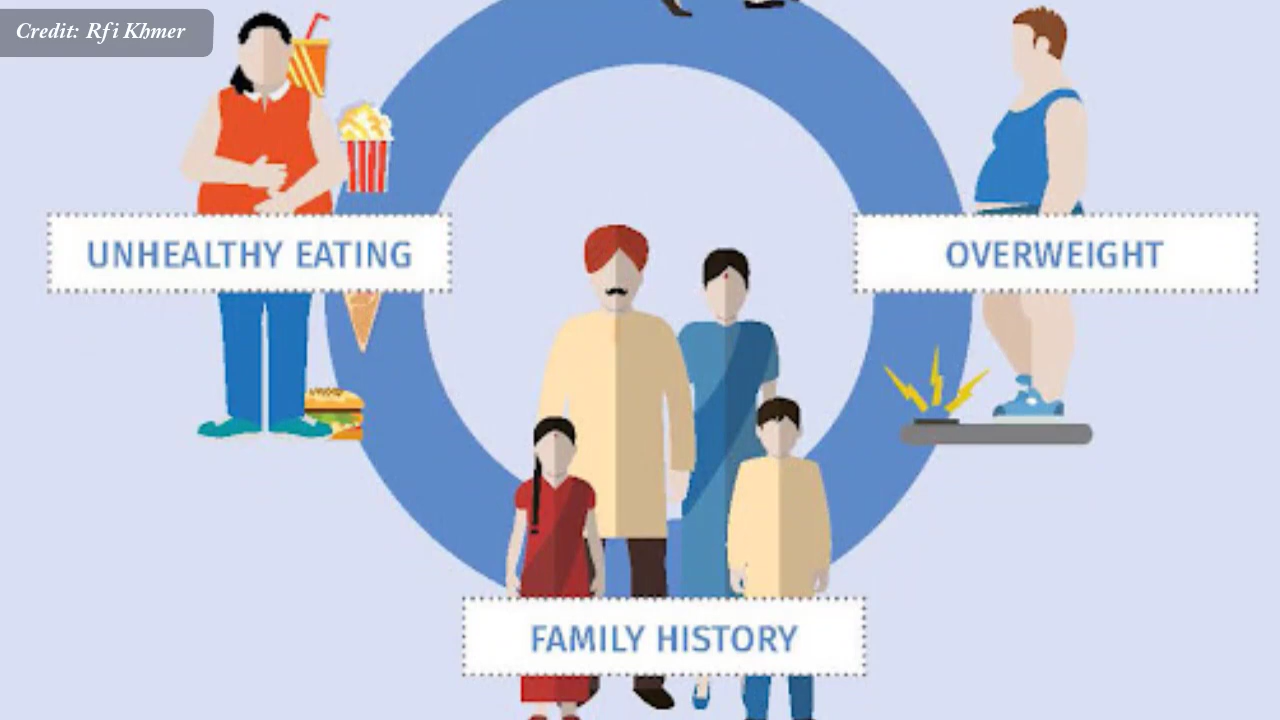 Credit: Rfi Khmer
UNHEALTHY EATING
OVERWEIGHT
FAMILY HISTORY